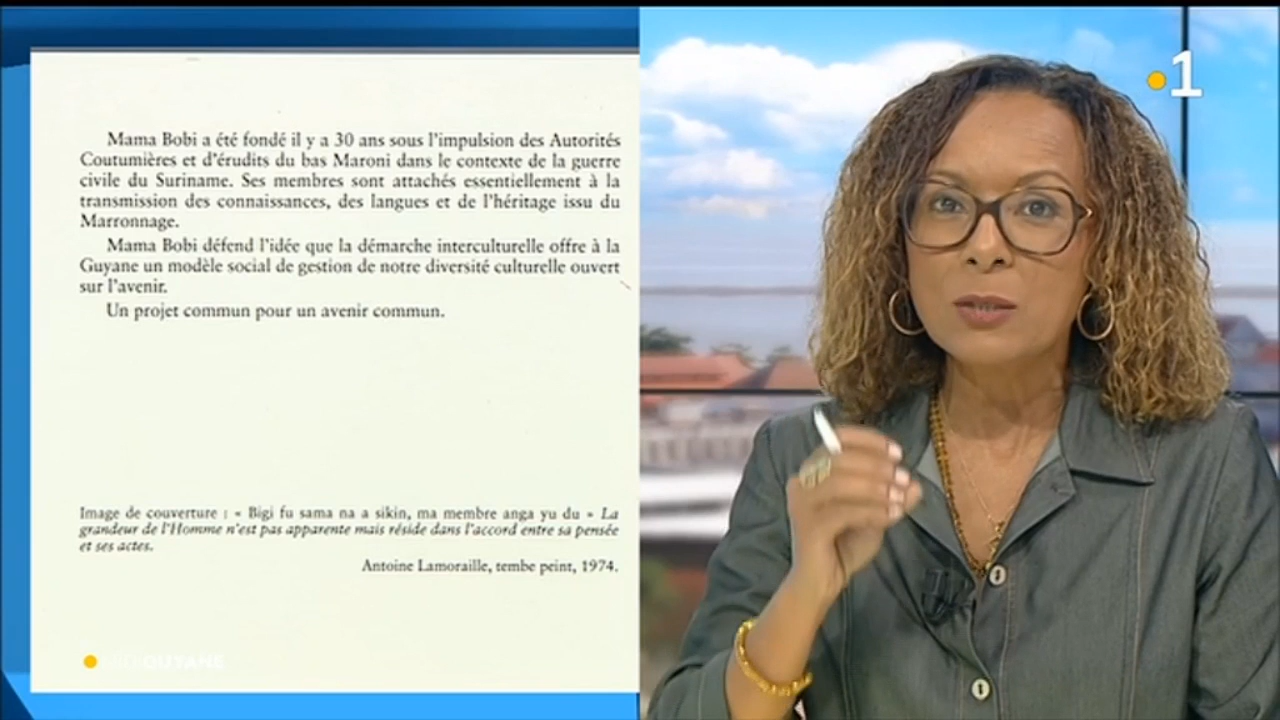 Mama Bobi a été fondé il y a 30 ans sous l'impulsion des Autorités
Coutumières et d'érudits du bas Maroni dans le contexte de la guerre
civile du Suriname. Ses membres sont attachés essentiellement à la
transmission des connaissances, des langues et de l'héritage issu du
Marronnage.
Mama Bobi défend l'idée que la démarche interculturelle offre à la
Guyane un modèle social de gestion de notre diversité culturelle ouvert
sur l'avenir.
Un projet commun pour un avenir commun.
Image de couverture : « Bigi fu sama na a sikin, ma membre anga yu du » La
grandeur de l'Homme n'est pas apparente mais réside dans l'accord entre sa pensée
et ses actes.
Antoine Lamoraille, tembe peint, 1974.
GUYANE
1